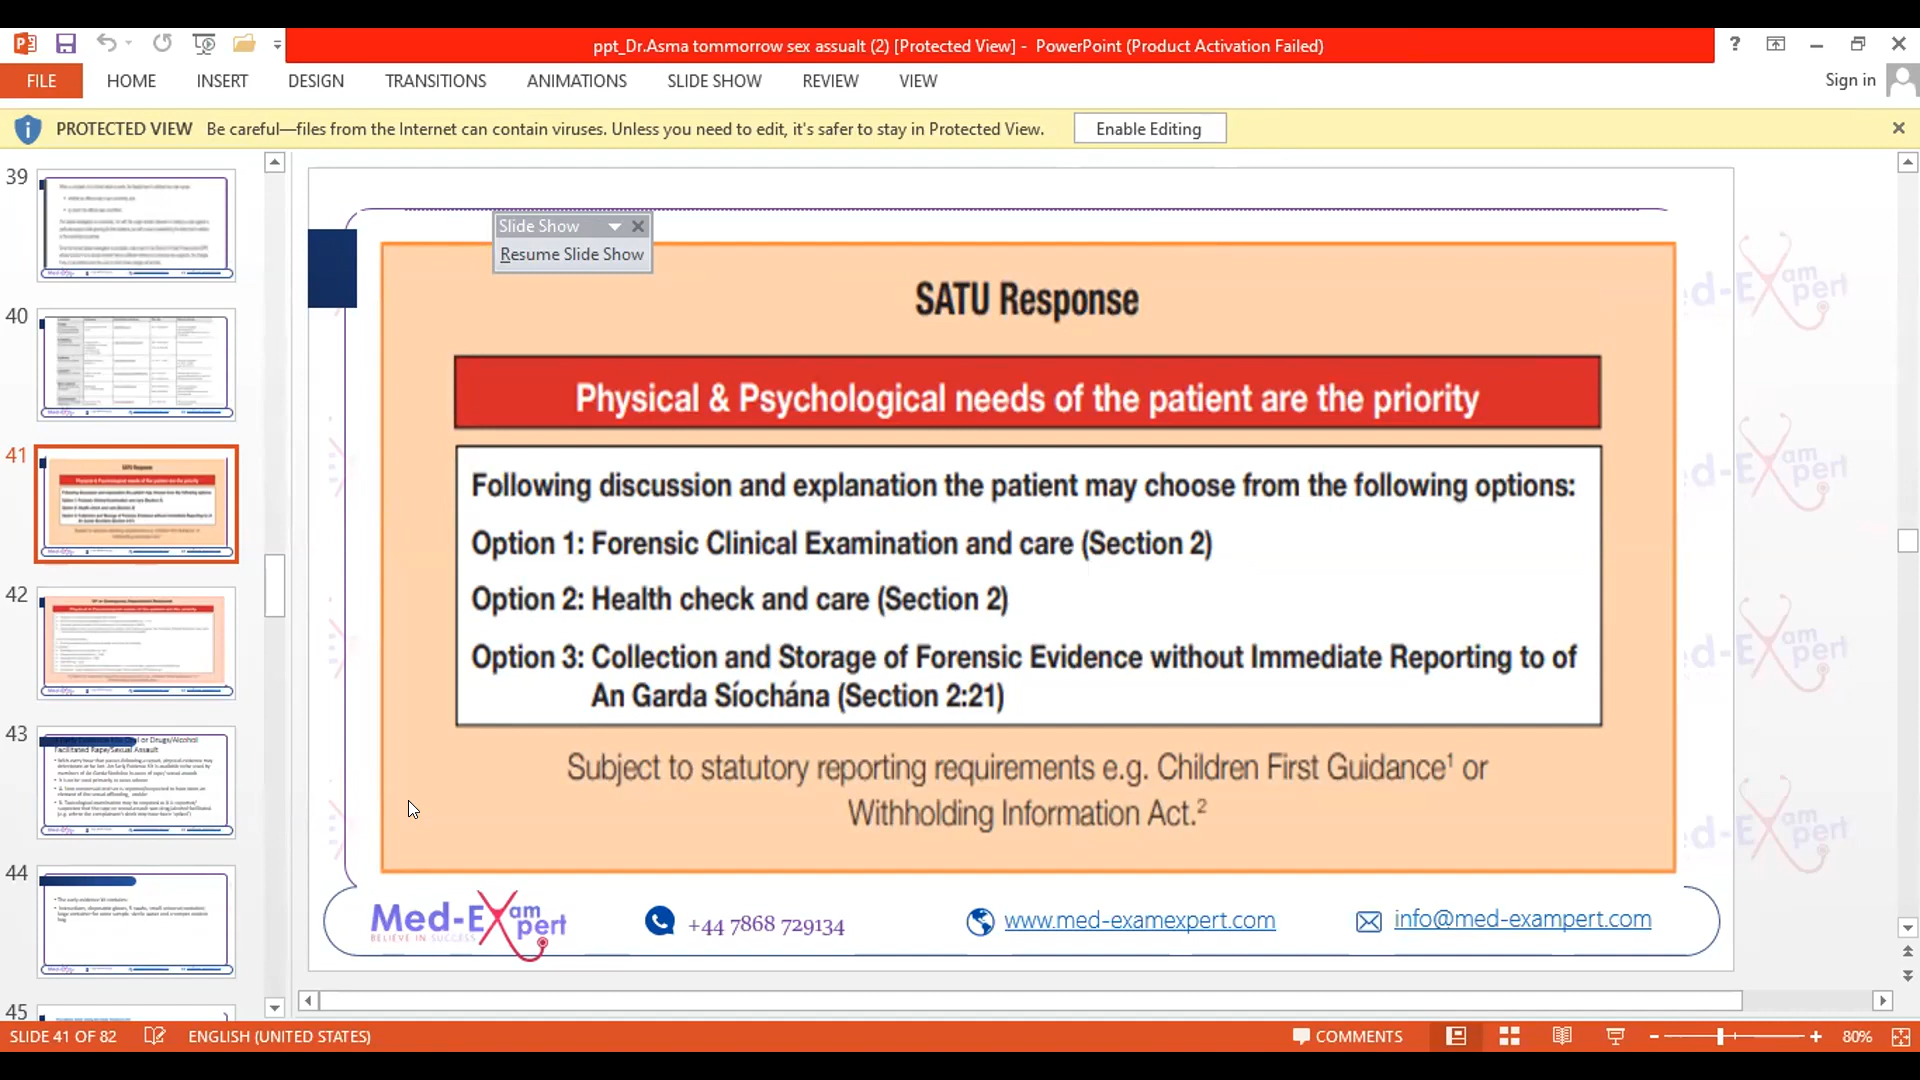 ppt_Dr.Asma tommorrow sex assualt (2) [Protected View] - PowerPoint (Product Activation Failed)
FILE HOME INSERT DESIGN TRANSITIONS ANIMATIONS SLIDE SHOW REVIEW VIEW
Sign in
PROTECTED VIEW Be careful—files from the Internet can contain viruses. Unless you need to edit, it's safer to stay in Protected View. Enable Editing
39
40
41
42
43
44
45
Slide Show
Resume Slide Show
SATU Response
Physical & Psychological needs of the patient are the priority
Following discussion and explanation the patient may choose from the following options:
Option 1: Forensic Clinical Examination and care (Section 2)
Option 2: Health check and care (Section 2)
Option 3: Collection and Storage of Forensic Evidence without Immediate Reporting to of
An Garda Síochána (Section 2:21)
Subject to statutory reporting requirements e.g. Children First Guidance¹ or
Withholding Information Act.²
Med-Exam Expert
BELIEVE IN SUCCESS
+44 7868 729134
www.med-examexpert.com
info@med-exampert.com
SLIDE 41 OF 82 ENGLISH (UNITED STATES) COMMENTS 80%